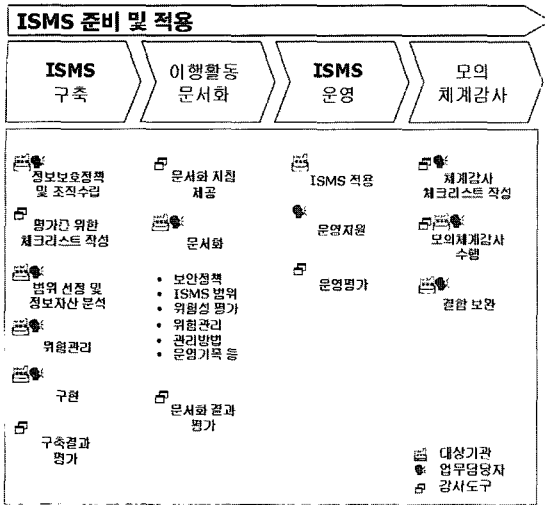 ISMS 준비 및 적용
ISMS
구축
이행활동
문서화
ISMS
운영
모의
체계감사
정보보호정책
및 조직수립
평가를 위한
체크리스트 작성
범위 선정 및
정보자산 분석
위험관리
구현
구축결과
평가
문서화 지침
제공
문서화
• 보안정책
• ISMS 범위
• 위험성 평가
• 위험관리
• 관리방법
• 운영기록 등
문서화 결과
평가
ISMS 적용
운영지원
운영평가
체계감사
체크리스트 작성
모의체계감사
수행
결함 보완
대상기관
업무담당자
감사도구